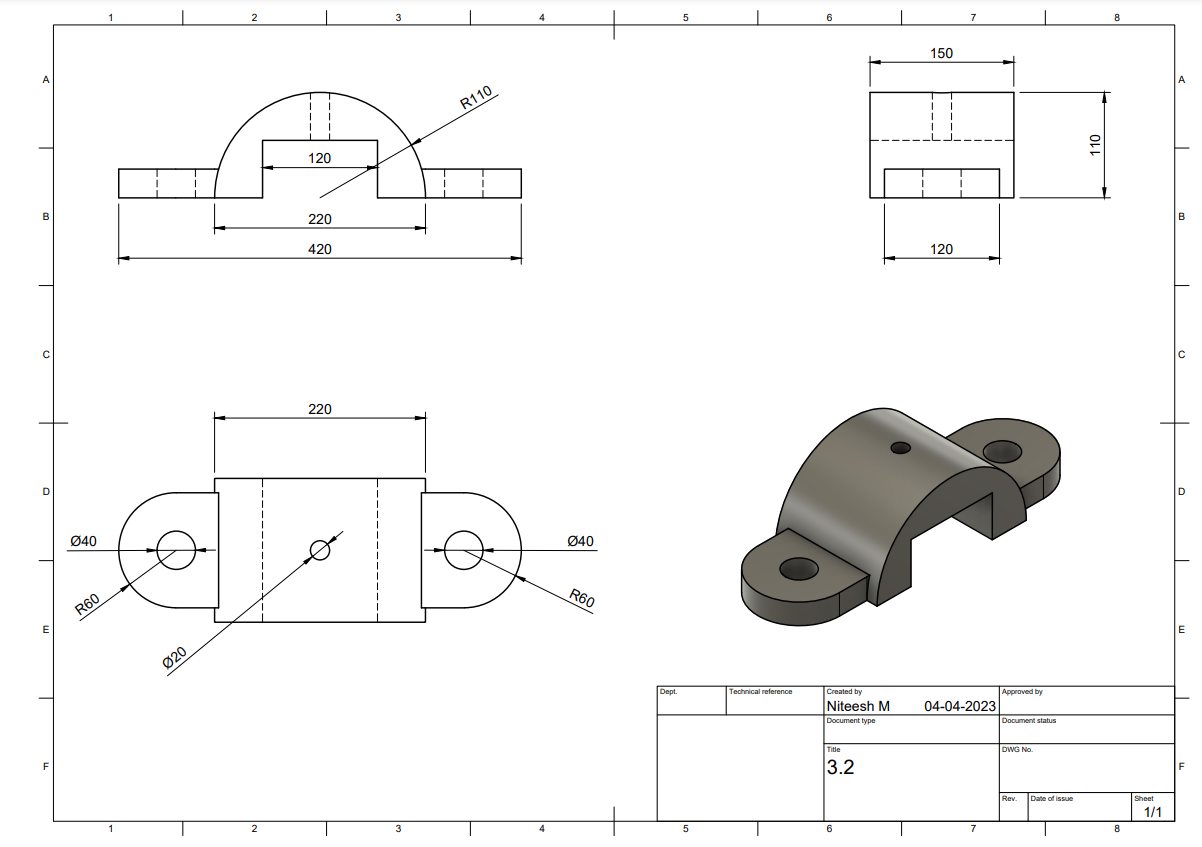 1 2 3 4 5 6 7 8
A A
150
R110
110
120
220
420
B B
120
C C
220
D D
Ø40 Ø40
R60 R60
Ø20
E E
Dept. Technical reference Created by Approved by
Niteesh M 04-04-2023
Document type Document status
Title DWG No.
3.2
F F
Rev. Date of issue Sheet
1/1
1 2 3 4 5 6 7 8